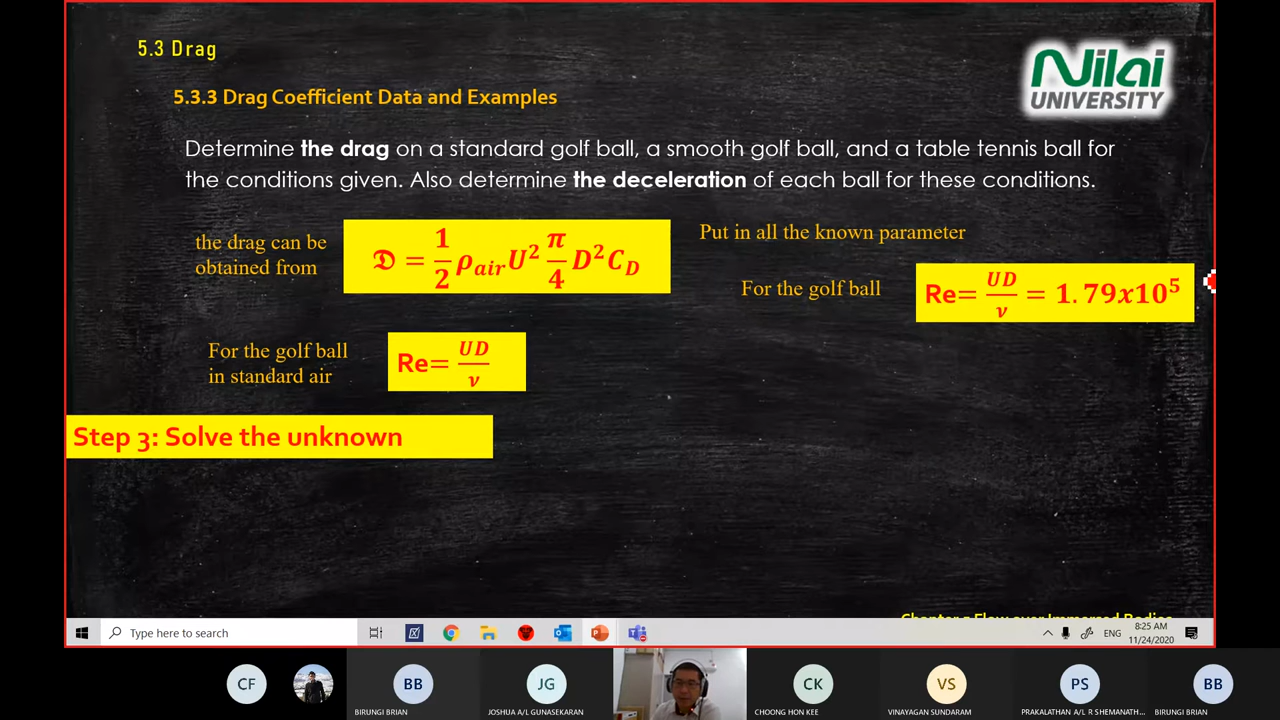 5.3 Drag
Nilai
UNIVERSITY
5.3.3 Drag Coefficient Data and Examples
Determine the drag on a standard golf ball, a smooth golf ball, and a table tennis ball for
the conditions given. Also determine the deceleration of each ball for these conditions.
the drag can be
obtained from
𝕯 = 1/2 ρair U² π/4 D² CD
Put in all the known parameter
For the golf ball
Re= UD/ν = 1.79x10⁵
For the golf ball
in standard air
Re= UD/ν
Step 3: Solve the unknown
Type here to search
ENG
8:25 AM
11/24/2020
CF
BB
BIRUNGI BRIAN
JG
JOSHUA A/L GUNASEKARAN
CK
CHOONG HON KEE
VS
VINAYAGAN SUNDARAM
PS
PRAKALATHAN A/L R SHEMANATH...
BB
BIRUNGI BRIAN